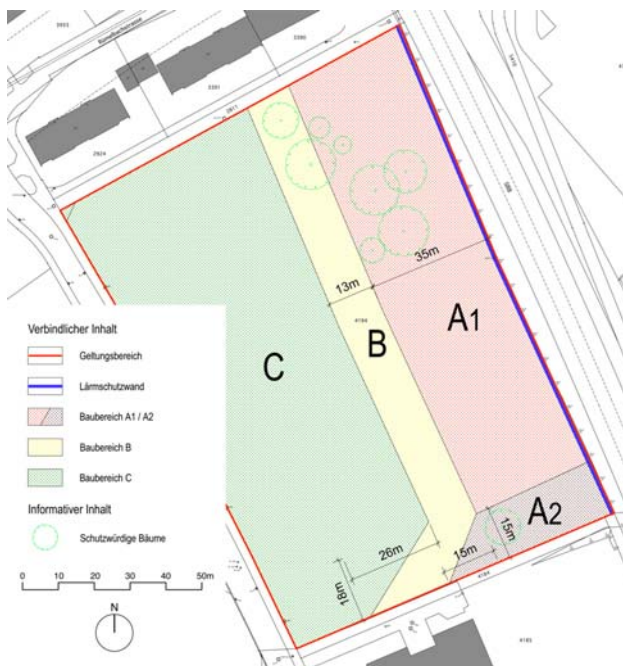 35m
13m
A1
B
C
A2
15m
15m
26m
18m
Verbindlicher Inhalt
Geltungsbereich
Lärmschutzwand
Baubereich A1 / A2
Baubereich B
Baubereich C
Informativer Inhalt
Schutzwürdige Bäume
0 10 20 30 40 50m
N